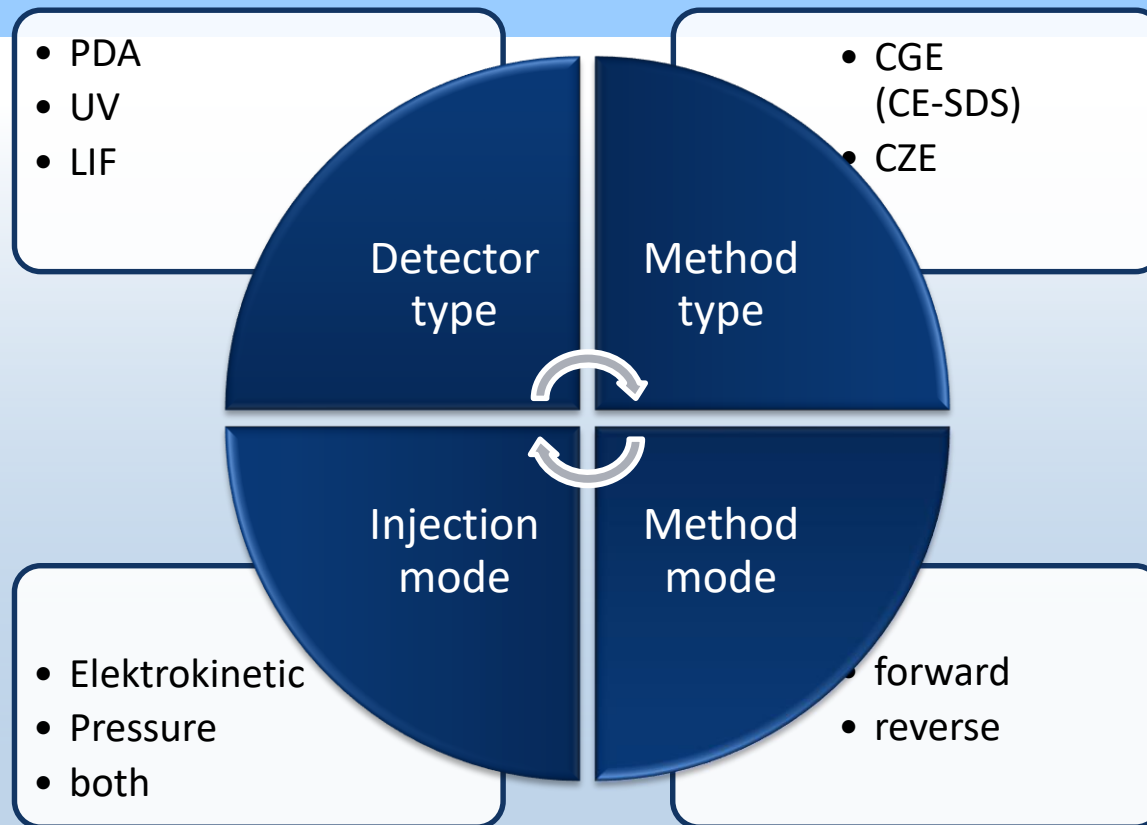 • PDA
• UV
• LIF
• CGE
(CE-SDS)
• CZE
Detector
type
Method
type
Injection
mode
Method
mode
• Elektrokinetic
• Pressure
• both
• forward
• reverse